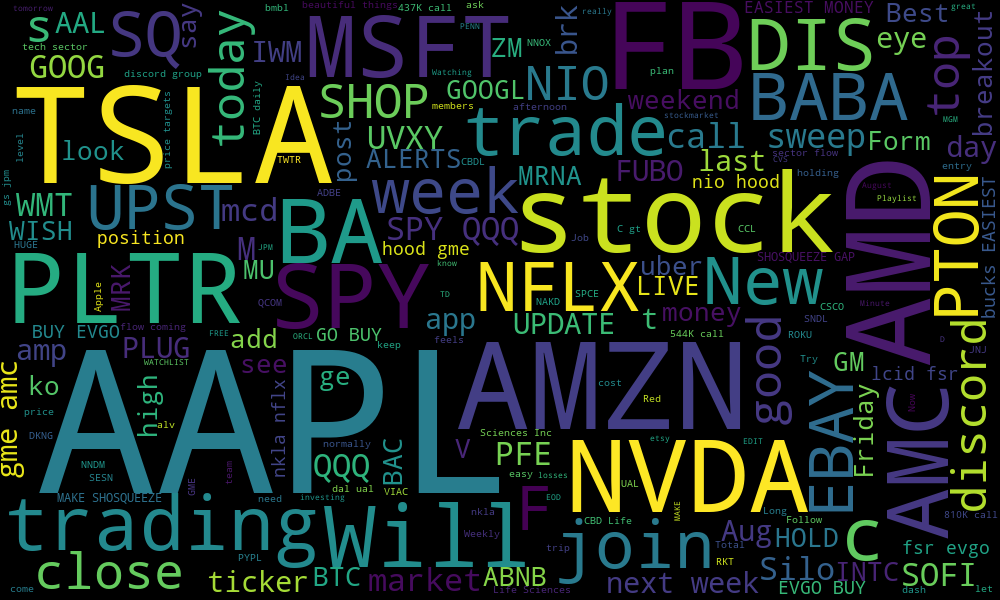 tomorrow
bmbl
beautiful things
437K call
ask
really
EASIEST MONEY
great
s
AAL
SQ
say
today
MSFT
PENN
NNOX
brk
FB
DIS
Best
eye
top
breakout
tech sector
GOOG
discord group
IWM
ZM
Idea
Watching
GOOGL
NIO
plan
BABA
TSLA
name
level
price targets
BTC daily
SHOP
members
afternoon
weekend
stockmarket
MGM
look
post
UVXY
trade
call
sweep
Form
day
TWTR
ALERTS
CBDL
last
sector flow
cvs
entry
gs jpm
WMT
UPST
mcd
ADBE
week
MRNA
FUBO
nio hood
holding
August
Playlist
AMD
PTON
bucks EASIEST
WISH
HUGE
position
M
JPM
BA
SPY QQQ
hood gme
stock
Job
C gt
CCL
SHOSQUEEZE GAP
PLTR
Apple
MRK
MU
QCOM
SPY
know
TD
NFLX
NAKD
SPCE
uber
LIVE
New
CSCO
Minute
BUY EVGO
flow coming
FREE
add
ORCL
GO BUY
app
UPDATE
t
money
SNDL
544K call
ROKU
D
JNJ
amp
PLUG
WATCHLIST
see
keep
feels
good
Try
GM
lcid fsr
gme amc
ko
price
DKNG
high
alv
nkla nflx
ge
AAPL
AMZN
cost
Red
EBAY
Friday
Now
AMC
discord
NNDM
SESN
GME
team
normally
QQQ
BAC
V
Sciences Inc
PFE
etsy
EDIT
NVDA
easy
losses
MAKE SHOSQUEEZE
need
investing
dal ual
VIAC
EOD
UAL
MAKE
Long
Follow
810K call
trading
Will
nkla
Weekly
F
CBD Life
join
trip
Aug
Total
HOLD
C
fsr evgo
close
PYPL
ticker
BTC
market
ABNB
Life Sciences
RKT
next week
Silo
INTC
EVGO BUY
SOFI
dash
let
come